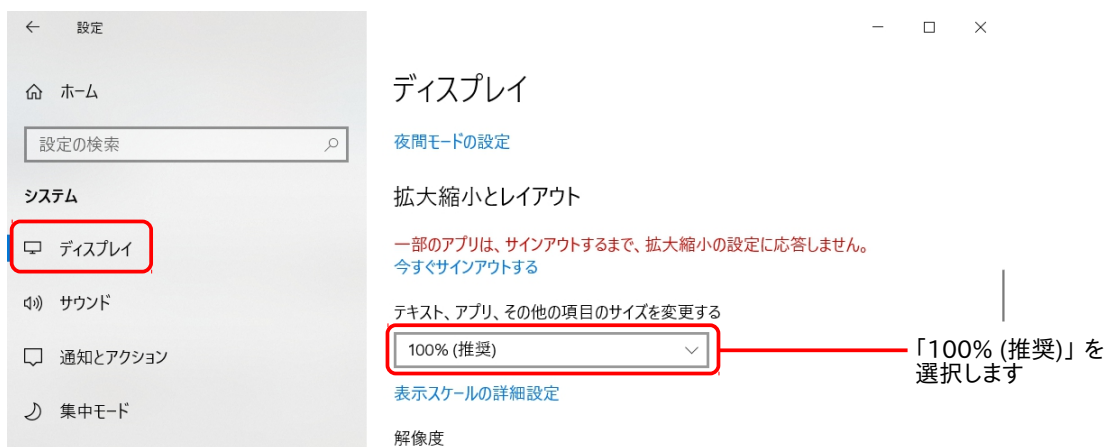 設定
ホーム
設定の検索
システム
ディスプレイ
サウンド
通知とアクション
集中モード
ディスプレイ
夜間モードの設定
拡大縮小とレイアウト
一部のアプリは、サインアウトするまで、拡大縮小の設定に応答しません。
今すぐサインアウトする
テキスト、アプリ、その他の項目のサイズを変更する
100% (推奨)
表示スケールの詳細設定
解像度
「100% (推奨)」を
選択します